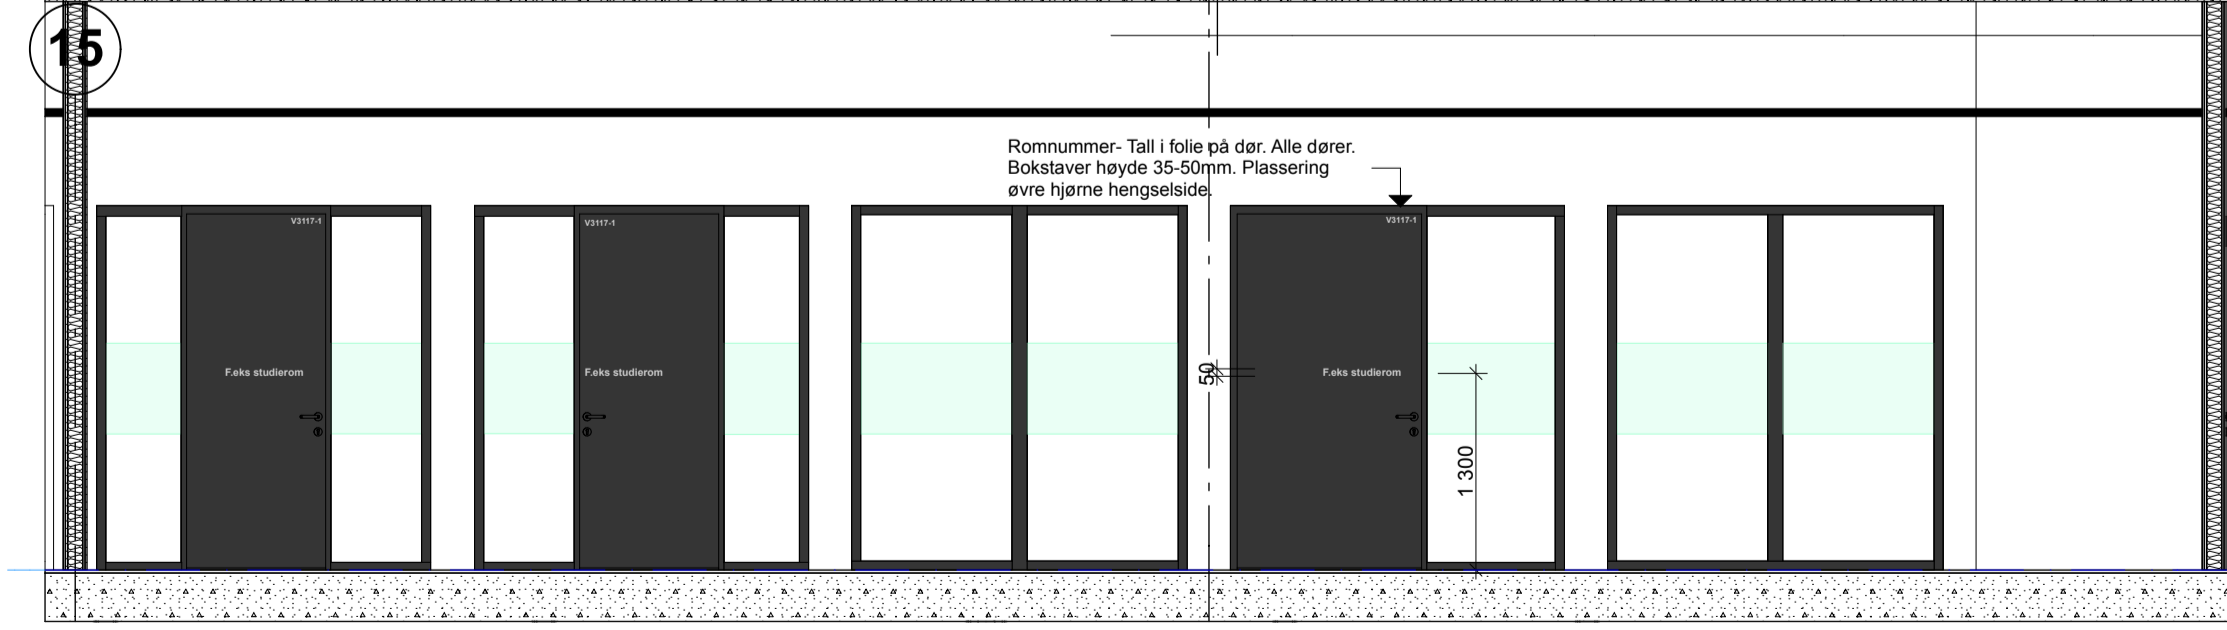 15
Romnummer- Tall i folie på dør. Alle dører.
Bokstaver høyde 35-50mm. Plassering
øvre hjørne hengselside.
V3117-1
V3117-1
V3117-1
F.eks studierom
F.eks studierom
50
F.eks studierom
1 300